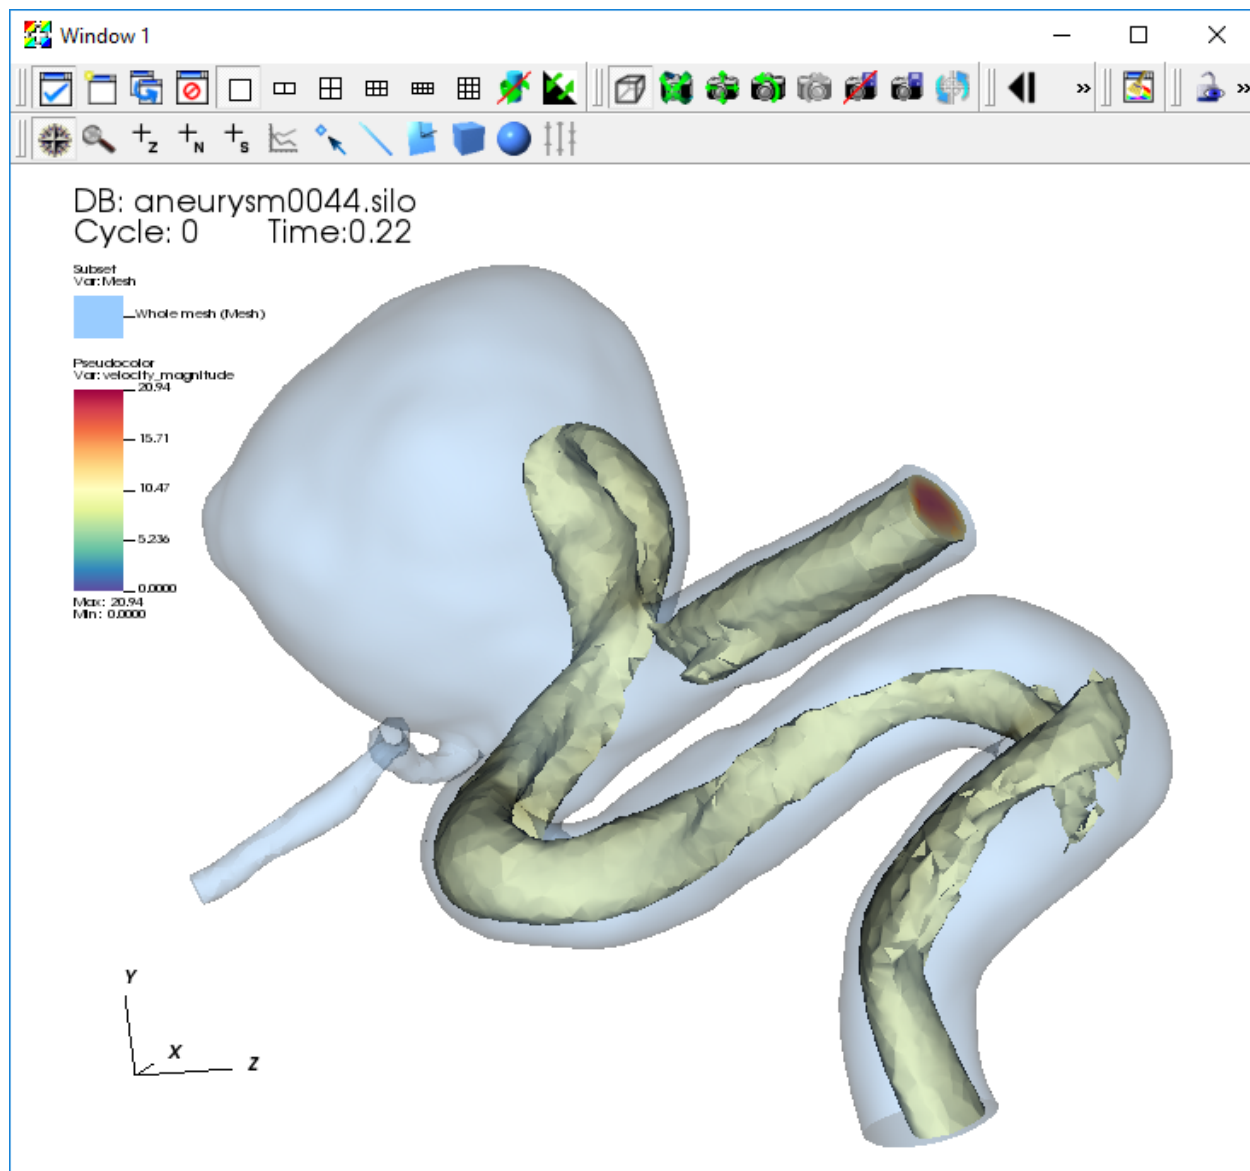 Window 1
» »
Z N S
DB: aneurysm0044.silo
Cycle: 0 Time:0.22
Subset
Var: Mesh
Whole mesh (Mesh)
Pseudocolor
Var: velocity_magnitude
20.94
15.71
10.47
5.236
0.0000
Max: 20.94
Min: 0.0000
Y
X
Z